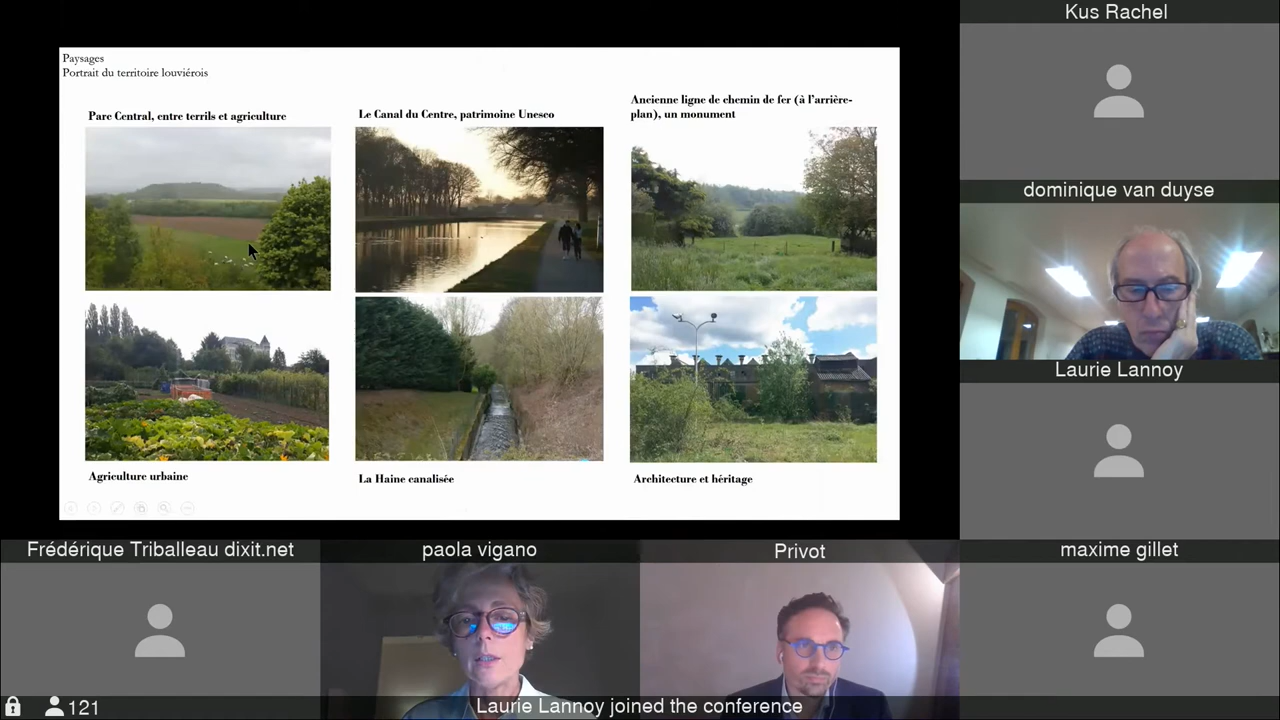 Paysages
Portrait du territoire louviérois
Parc Central, entre terrils et agriculture
Le Canal du Centre, patrimoine Unesco
Ancienne ligne de chemin de fer (à l'arrière-
plan), un monument
Agriculture urbaine
La Haine canalisée
Architecture et héritage
Kus Rachel
dominique van duyse
Laurie Lannoy
Frédérique Triballeau dixit.net
paola vigano
Privot
maxime gillet
121
Laurie Lannoy joined the conference